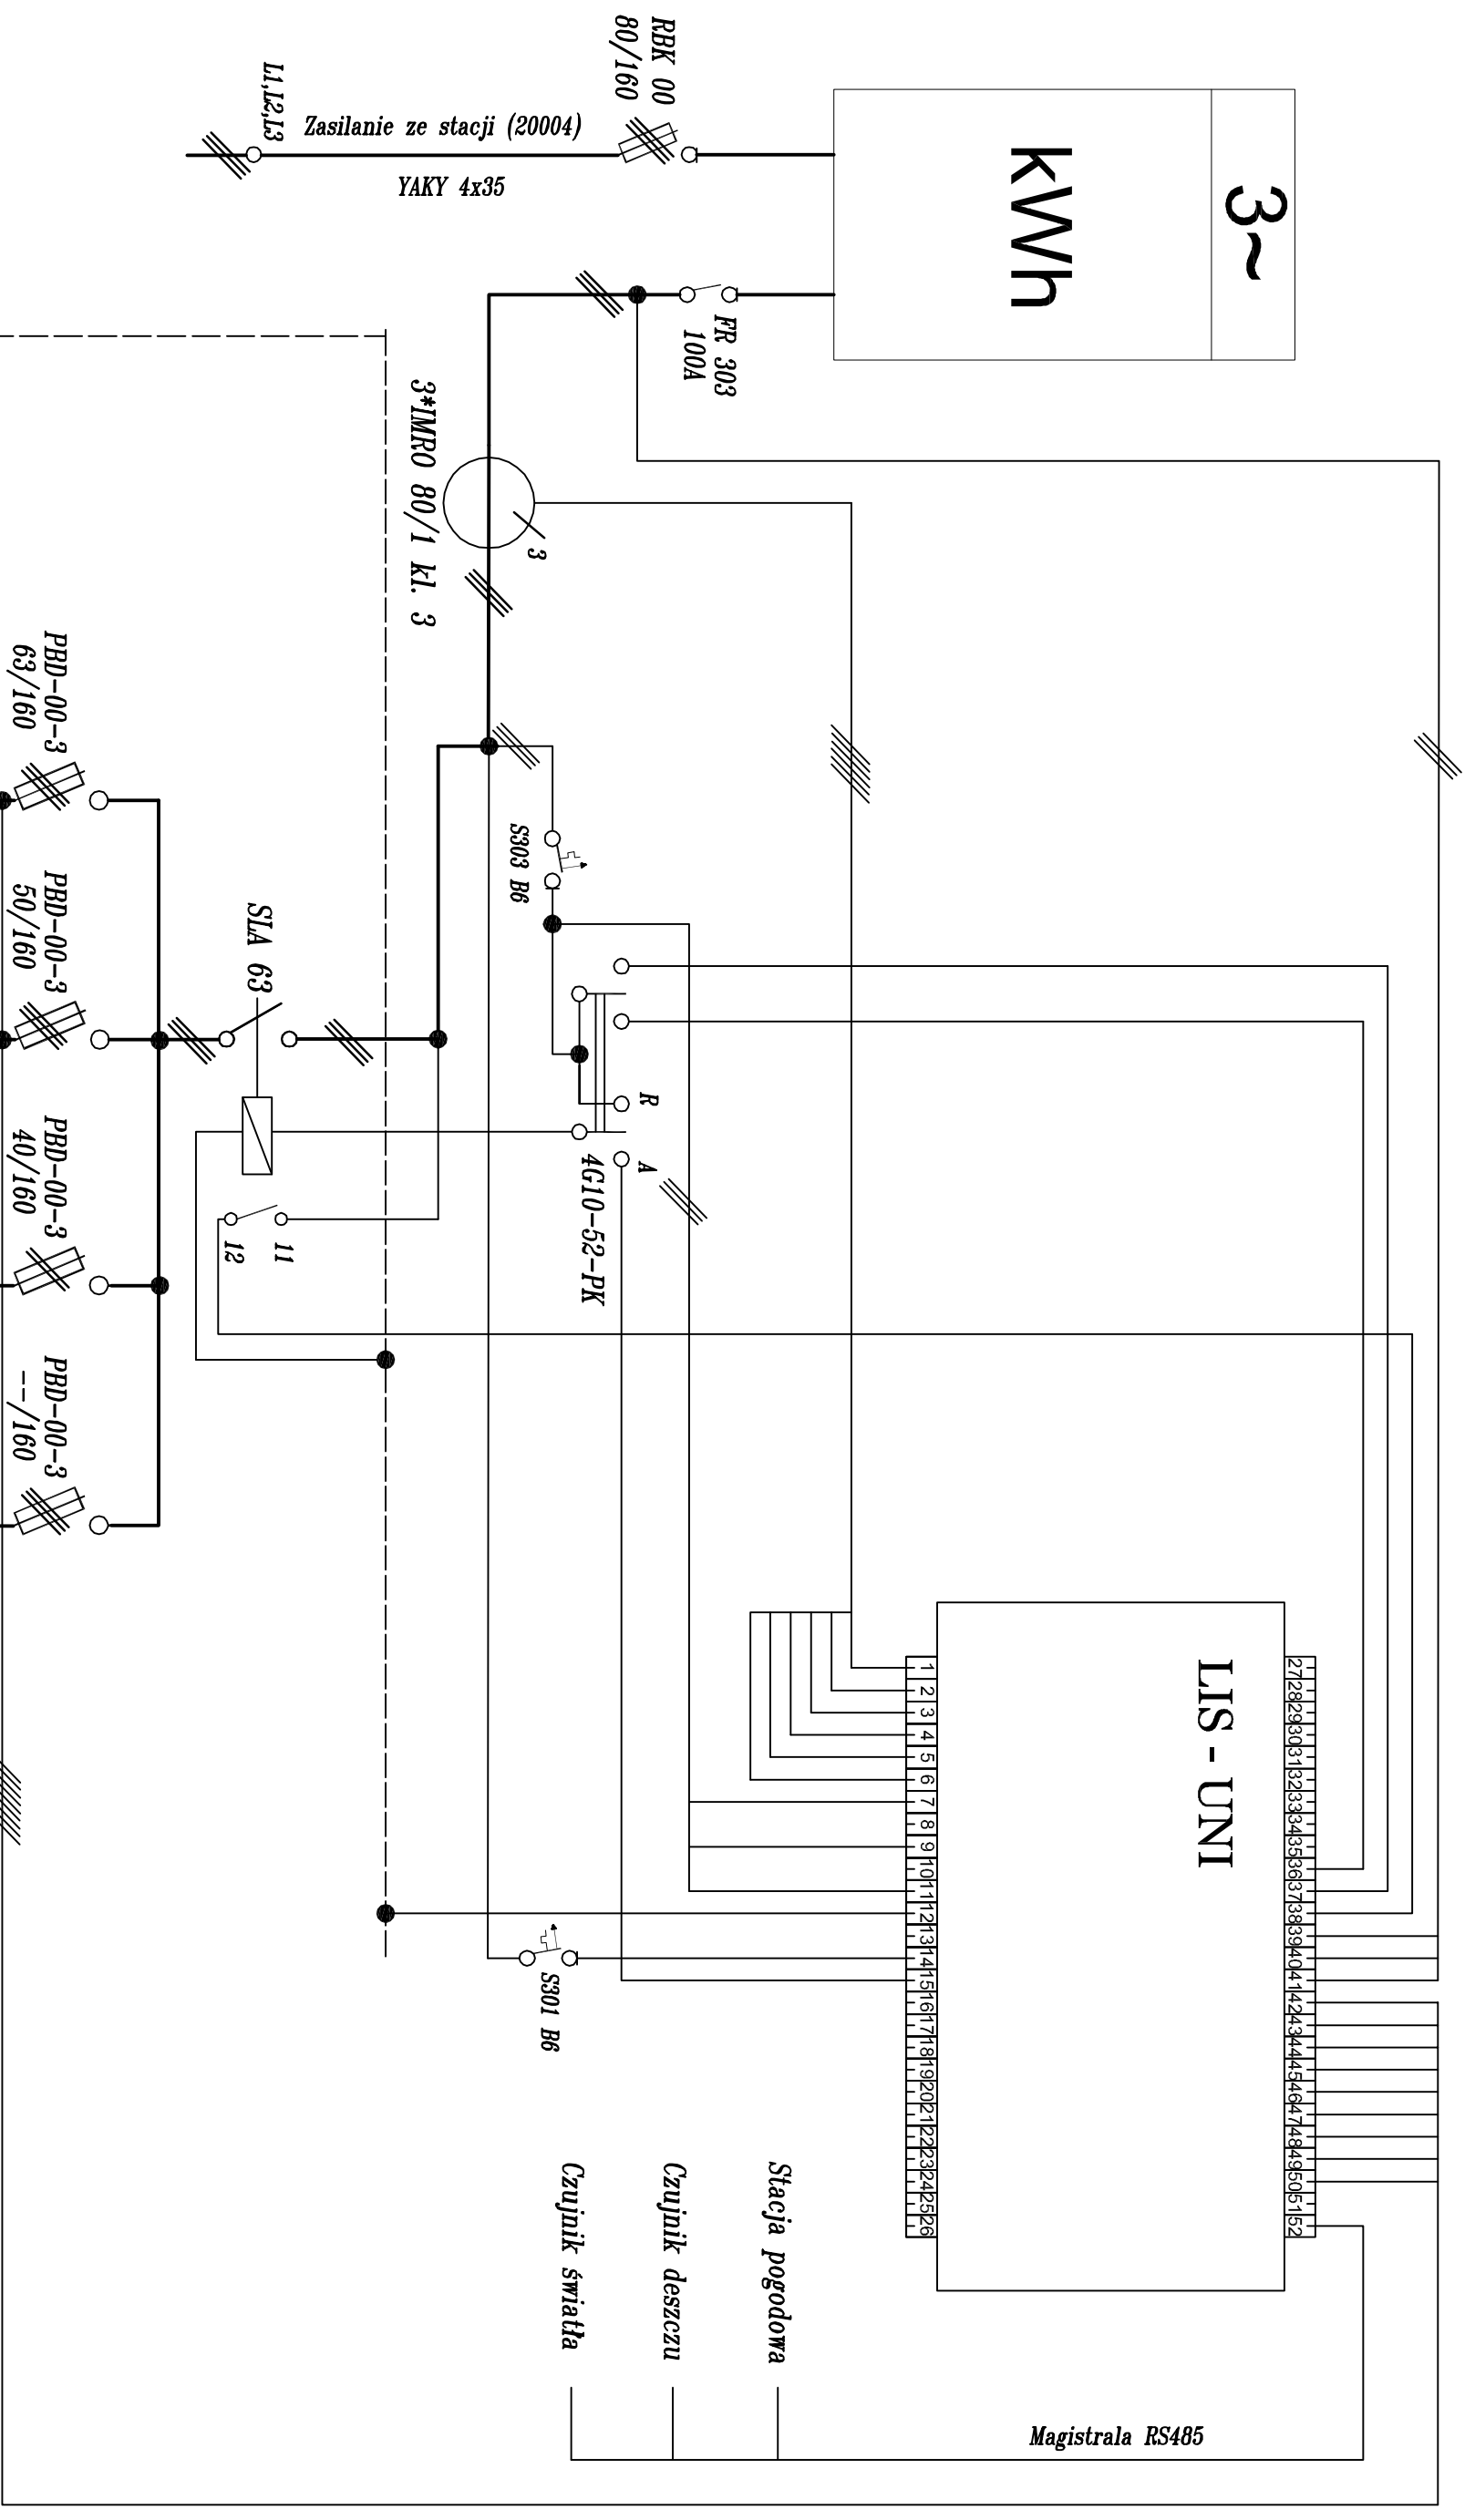 3~
kWh
RBK 00
80/160
L1,L2,L3
Zasilanie ze stacji (20004)
YAKY 4x35
FR 303
100A
3*IMRO 80/1 kl. 3
3
S303 B6
R
A
4G10-52-PK
SLA 63
11
12
PBD-00-3
63/160
PBD-00-3
50/160
PBD-00-3
40/160
PBD-00-3
--/160
LIS - UNI
27 28 29 30 31 32 33 34 35 36 37 38 39 40 41 42 43 44 45 46 47 48 49 50 51 52
1 2 3 4 5 6 7 8 9 10 11 12 13 14 15 16 17 18 19 20 21 22 23 24 25 26
S301 B6
Stacja pogodowa
Czujnik deszczu
Czujnik światła
Magistrala RS485